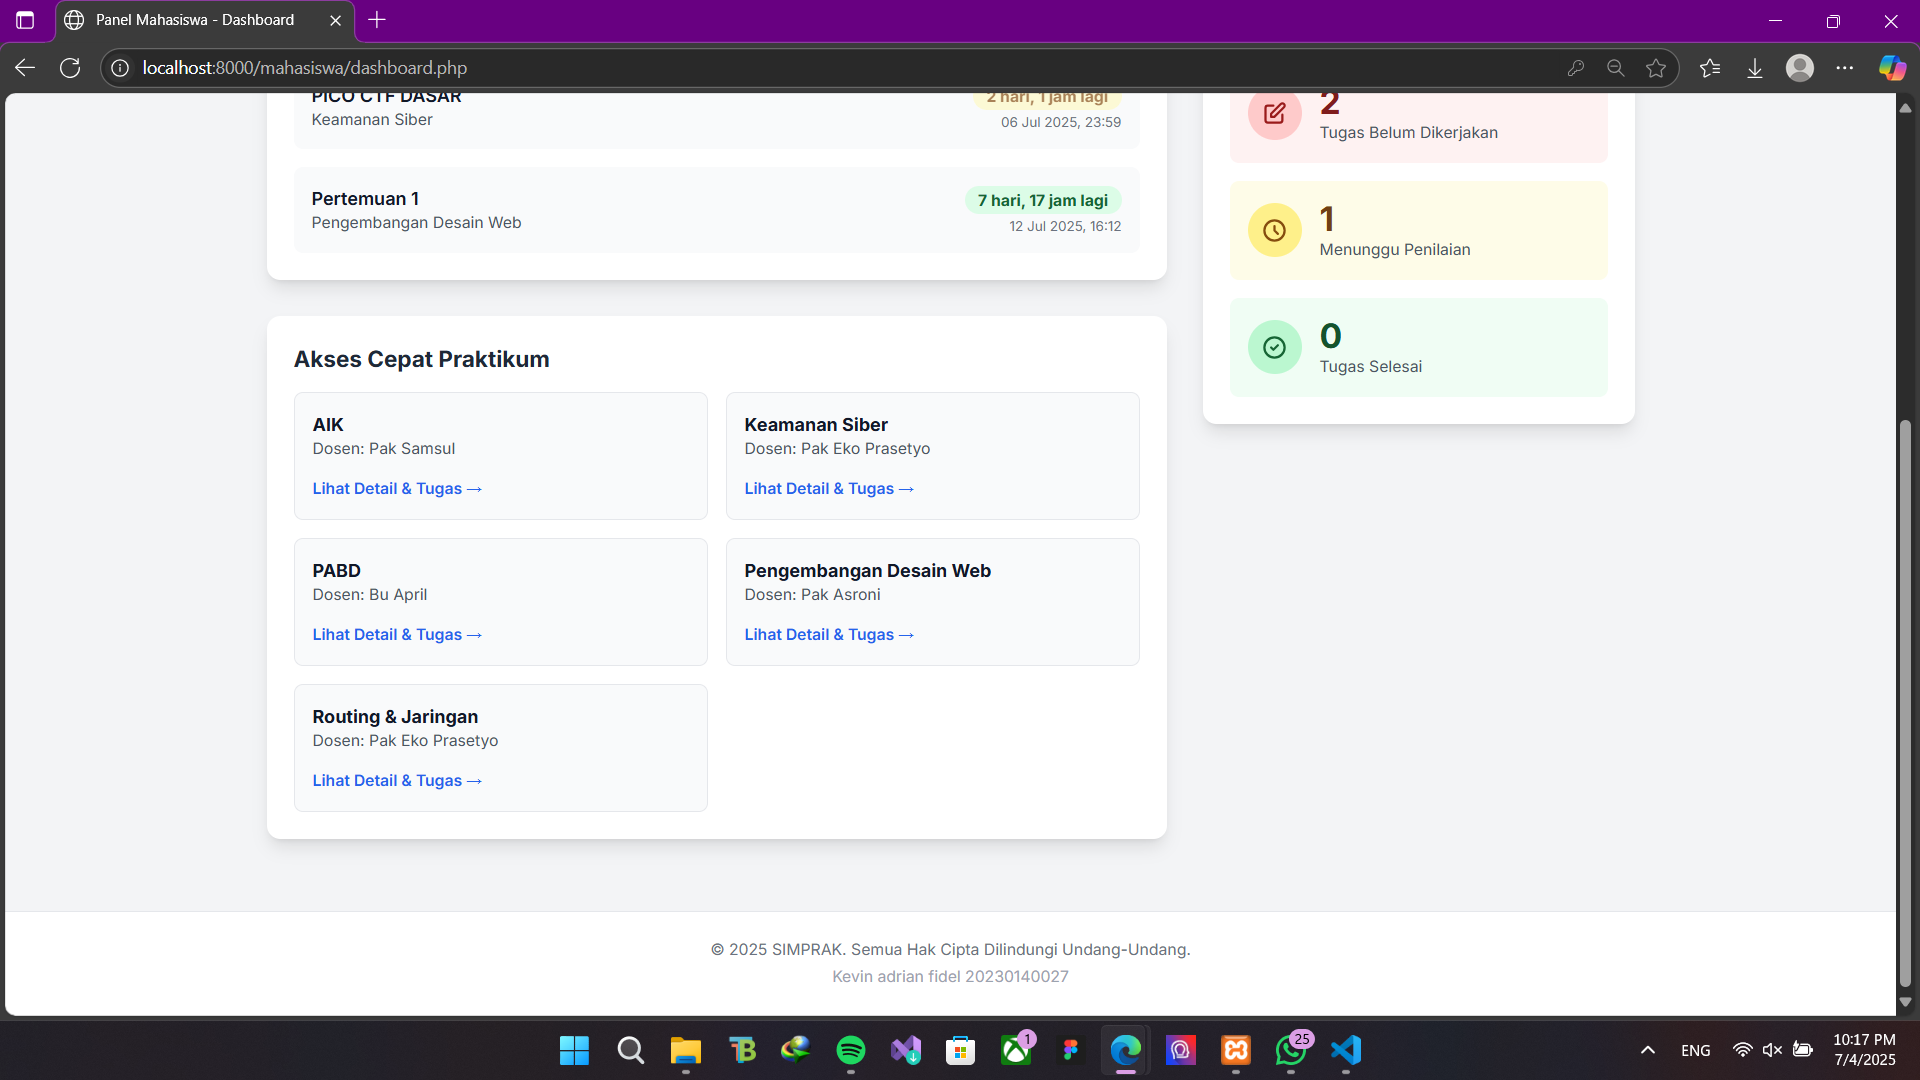 Panel Mahasiswa - Dashboard
localhost:8000/mahasiswa/dashboard.php
PICO CTF DASAR
2 hari, 1 jam lagi
Keamanan Siber
06 Jul 2025, 23:59
Pertemuan 1
7 hari, 17 jam lagi
Pengembangan Desain Web
12 Jul 2025, 16:12
2
Tugas Belum Dikerjakan
1
Menunggu Penilaian
0
Tugas Selesai
Akses Cepat Praktikum
AIK
Dosen: Pak Samsul
Lihat Detail & Tugas →
Keamanan Siber
Dosen: Pak Eko Prasetyo
Lihat Detail & Tugas →
PABD
Dosen: Bu April
Lihat Detail & Tugas →
Pengembangan Desain Web
Dosen: Pak Asroni
Lihat Detail & Tugas →
Routing & Jaringan
Dosen: Pak Eko Prasetyo
Lihat Detail & Tugas →
© 2025 SIMPRAK. Semua Hak Cipta Dilindungi Undang-Undang.
Kevin adrian fidel 20230140027
1
25
ENG
10:17 PM
7/4/2025